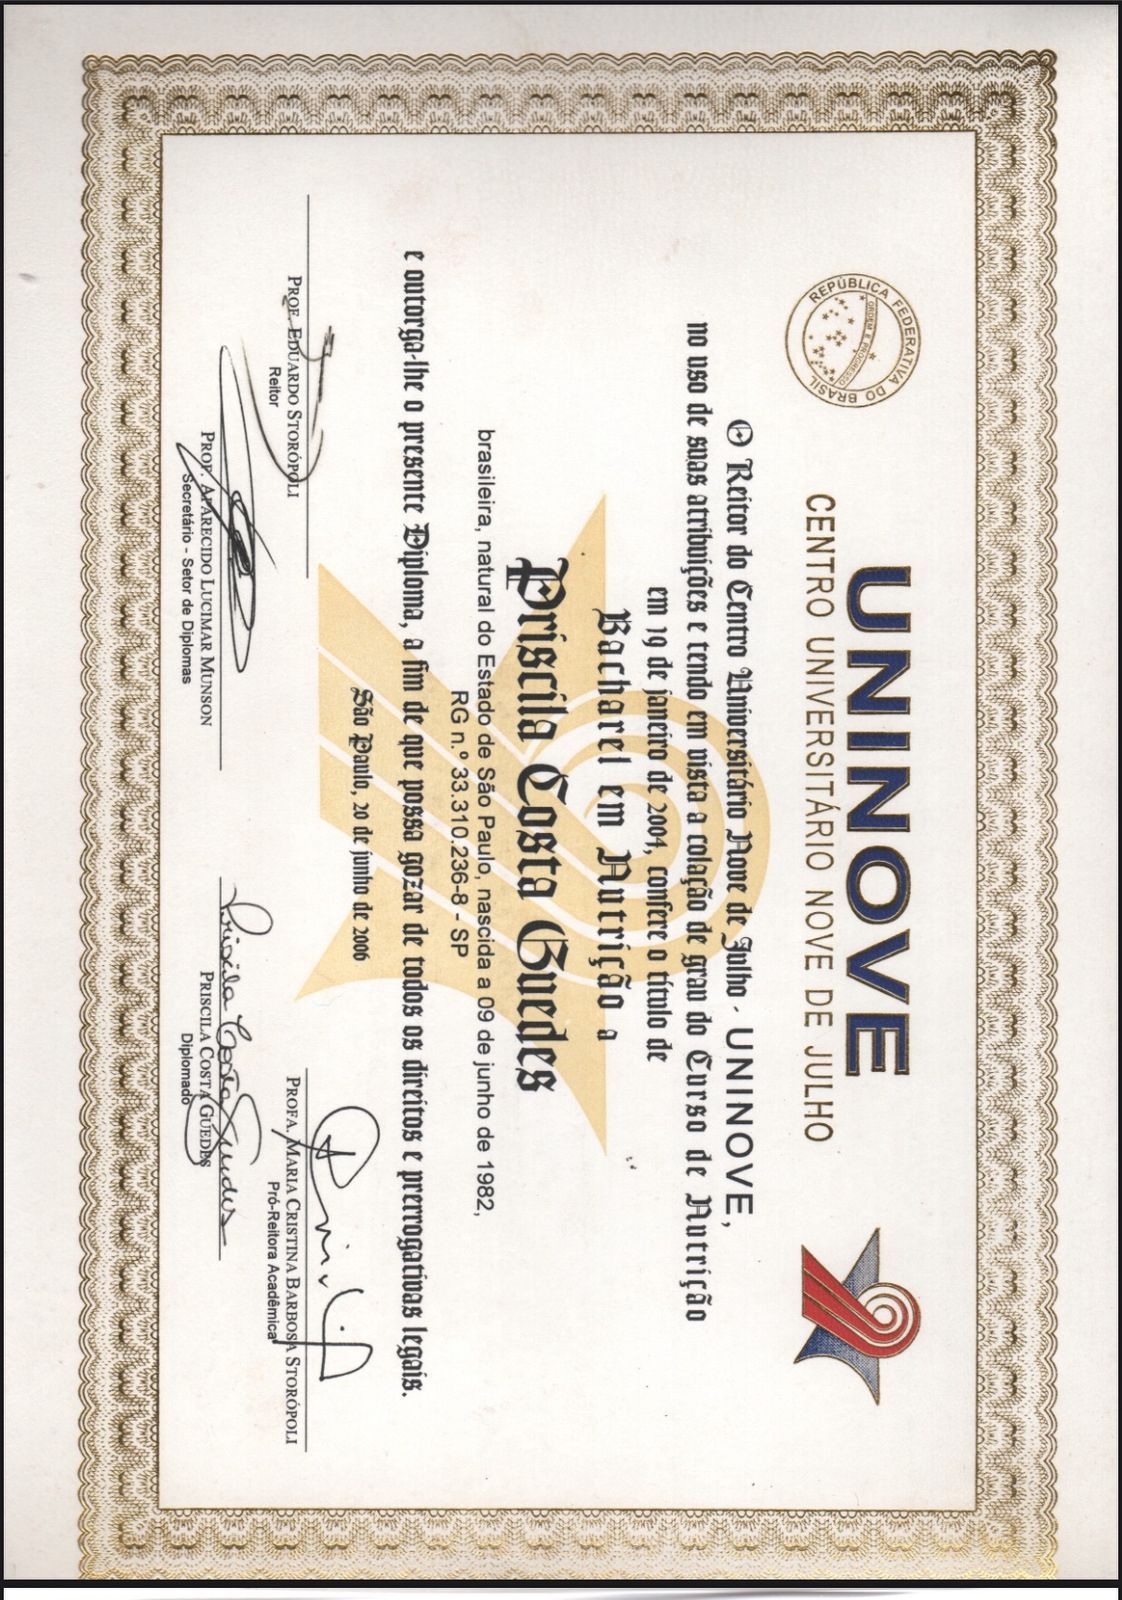 REPÚBLICA FEDERATIVA DO BRASIL
ORDEM E PROGRESSO
UNINOVE
CENTRO UNIVERSITÁRIO NOVE DE JULHO
O Reitor do Centro Universitário Nove de Julho - UNINOVE,
no uso de suas atribuições e tendo em vista a colação de grau do Curso de Nutrição
em 19 de janeiro de 2004, confere o título de
Bacharel em Nutrição a
Priscila Costa Guedes
brasileira, natural do Estado de São Paulo, nascida a 09 de junho de 1982,
RG n.º 33.310.236-8 - SP
e outorga-lhe o presente Diploma, a fim de que possa gozar de todos os direitos e prerrogativas legais.
São Paulo, 20 de junho de 2006
PROF. EDUARDO STORÓPOLI
Reitor
PROFA. MARIA CRISTINA BARBOSA STORÓPOLI
Pró-Reitora Acadêmica
PROF. APARECIDO LUCIMAR MUNSON
Secretário - Setor de Diplomas
Priscila Costa Guedes
PRISCILA COSTA GUEDES
Diplomado